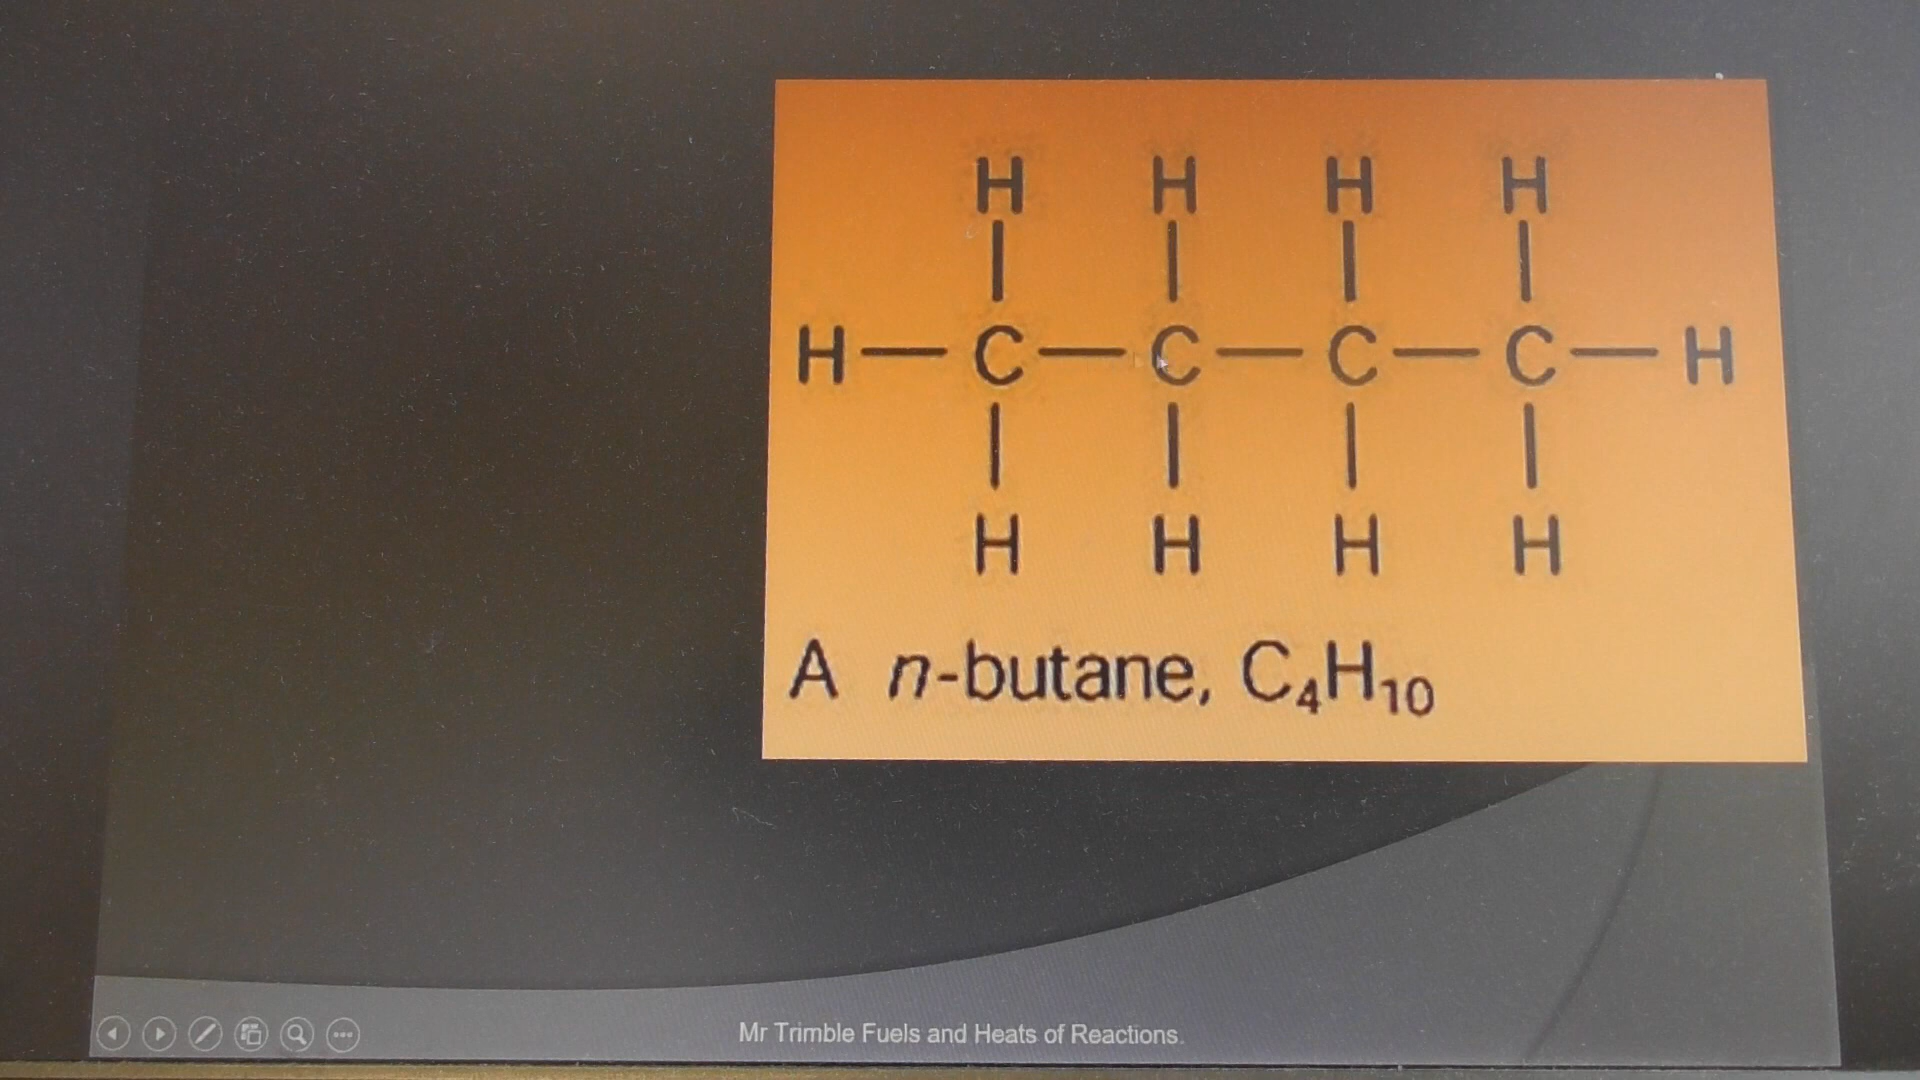 H H H H
H C C C C H
H H H H
A n-butane, C₄H₁₀
Mr Trimble Fuels and Heats of Reactions.